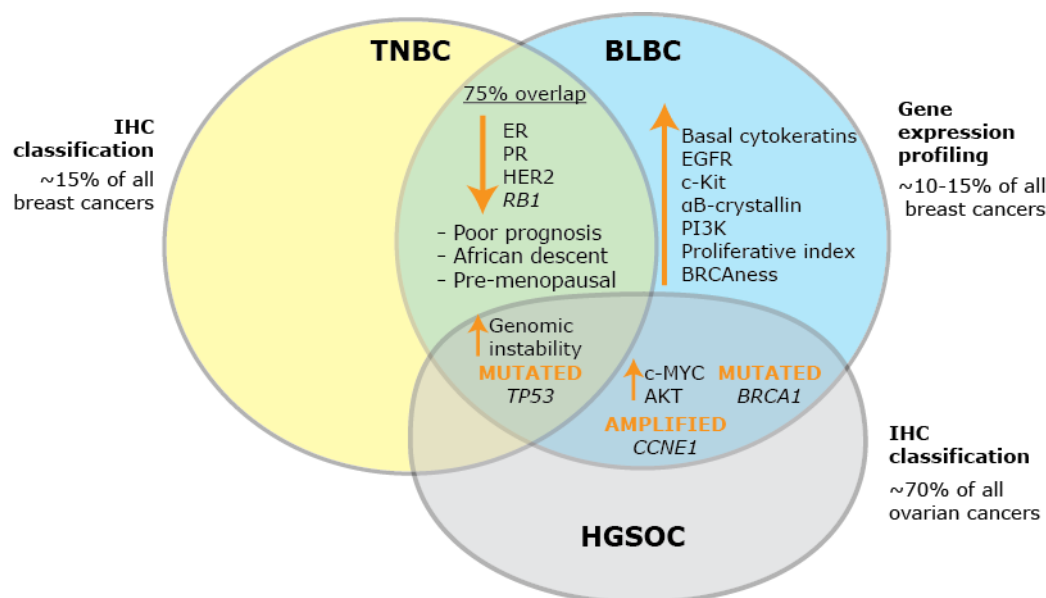 TNBC
BLBC
75% overlap
ER
PR
HER2
RB1
– Poor prognosis
– African descent
– Pre-menopausal
Basal cytokeratins
EGFR
c-Kit
αB-crystallin
PI3K
Proliferative index
BRCAness
IHC
classification
~15% of all
breast cancers
Gene
expression
profiling
~10-15% of all
breast cancers
Genomic
instability
MUTATED
TP53
c-MYC
AKT
MUTATED
BRCA1
AMPLIFIED
CCNE1
IHC
classification
~70% of all
ovarian cancers
HGSOC